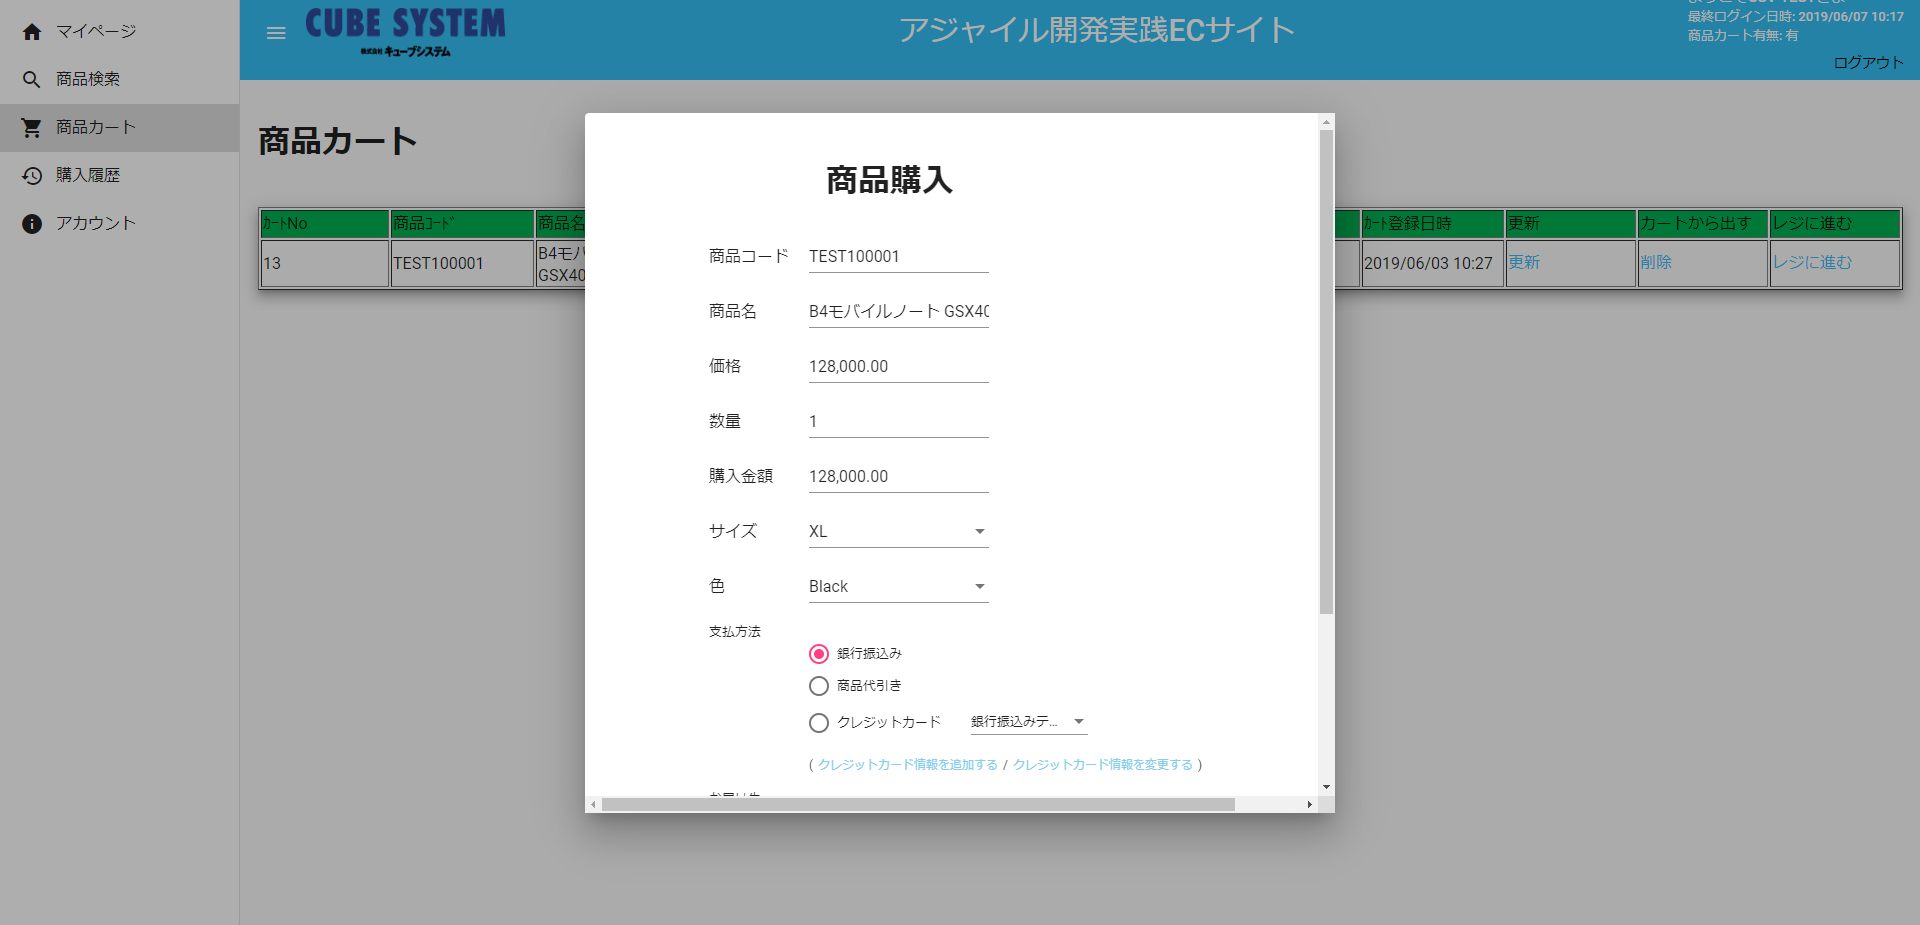 マイページ
商品検索
商品カート
購入履歴
アカウント
CUBE SYSTEM
株式会社 キューブシステム
アジャイル開発実践ECサイト
最終ログイン日時: 2019/06/07 10:17
商品カート有無: 有
ログアウト
商品カート
ｶｰﾄNo 商品ｺｰﾄﾞ 商品名 ｶｰﾄ登録日時 更新 カートから出す レジに進む
13 TEST100001 B4モバ 2019/06/03 10:27 更新 削除 レジに進む
GSX40
商品購入
商品コード TEST100001
商品名 B4モバイルノート GSX40
価格 128,000.00
数量 1
購入金額 128,000.00
サイズ XL
色 Black
支払方法
銀行振込み
商品代引き
クレジットカード 銀行振込みテ...
( クレジットカード情報を追加する / クレジットカード情報を変更する )